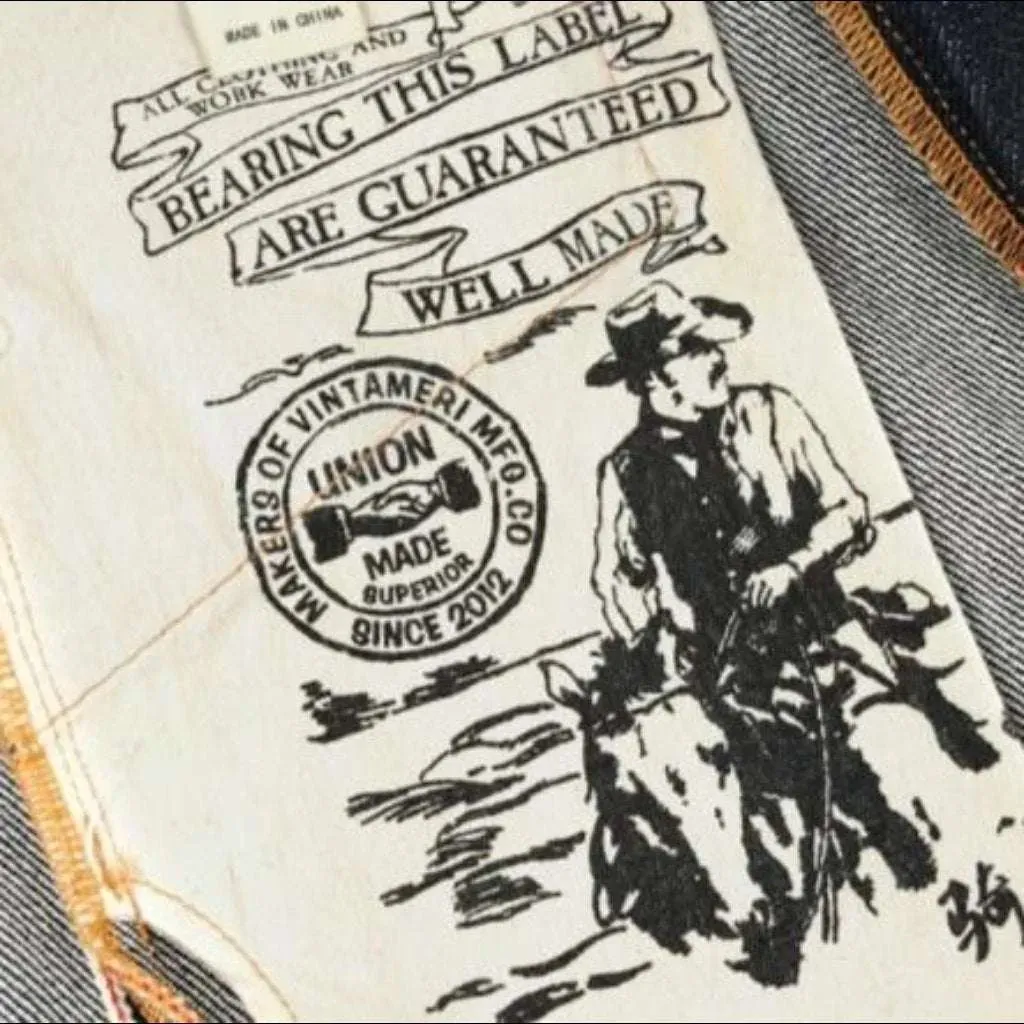 MADE IN CHINA
ALL CLOTHING AND
WORK WEAR
BEARING THIS LABEL
ARE GUARANTEED
WELL MADE
MAKERS OF VINTAMERI MFG.CO
UNION
MADE
SUPERIOR
SINCE 2012